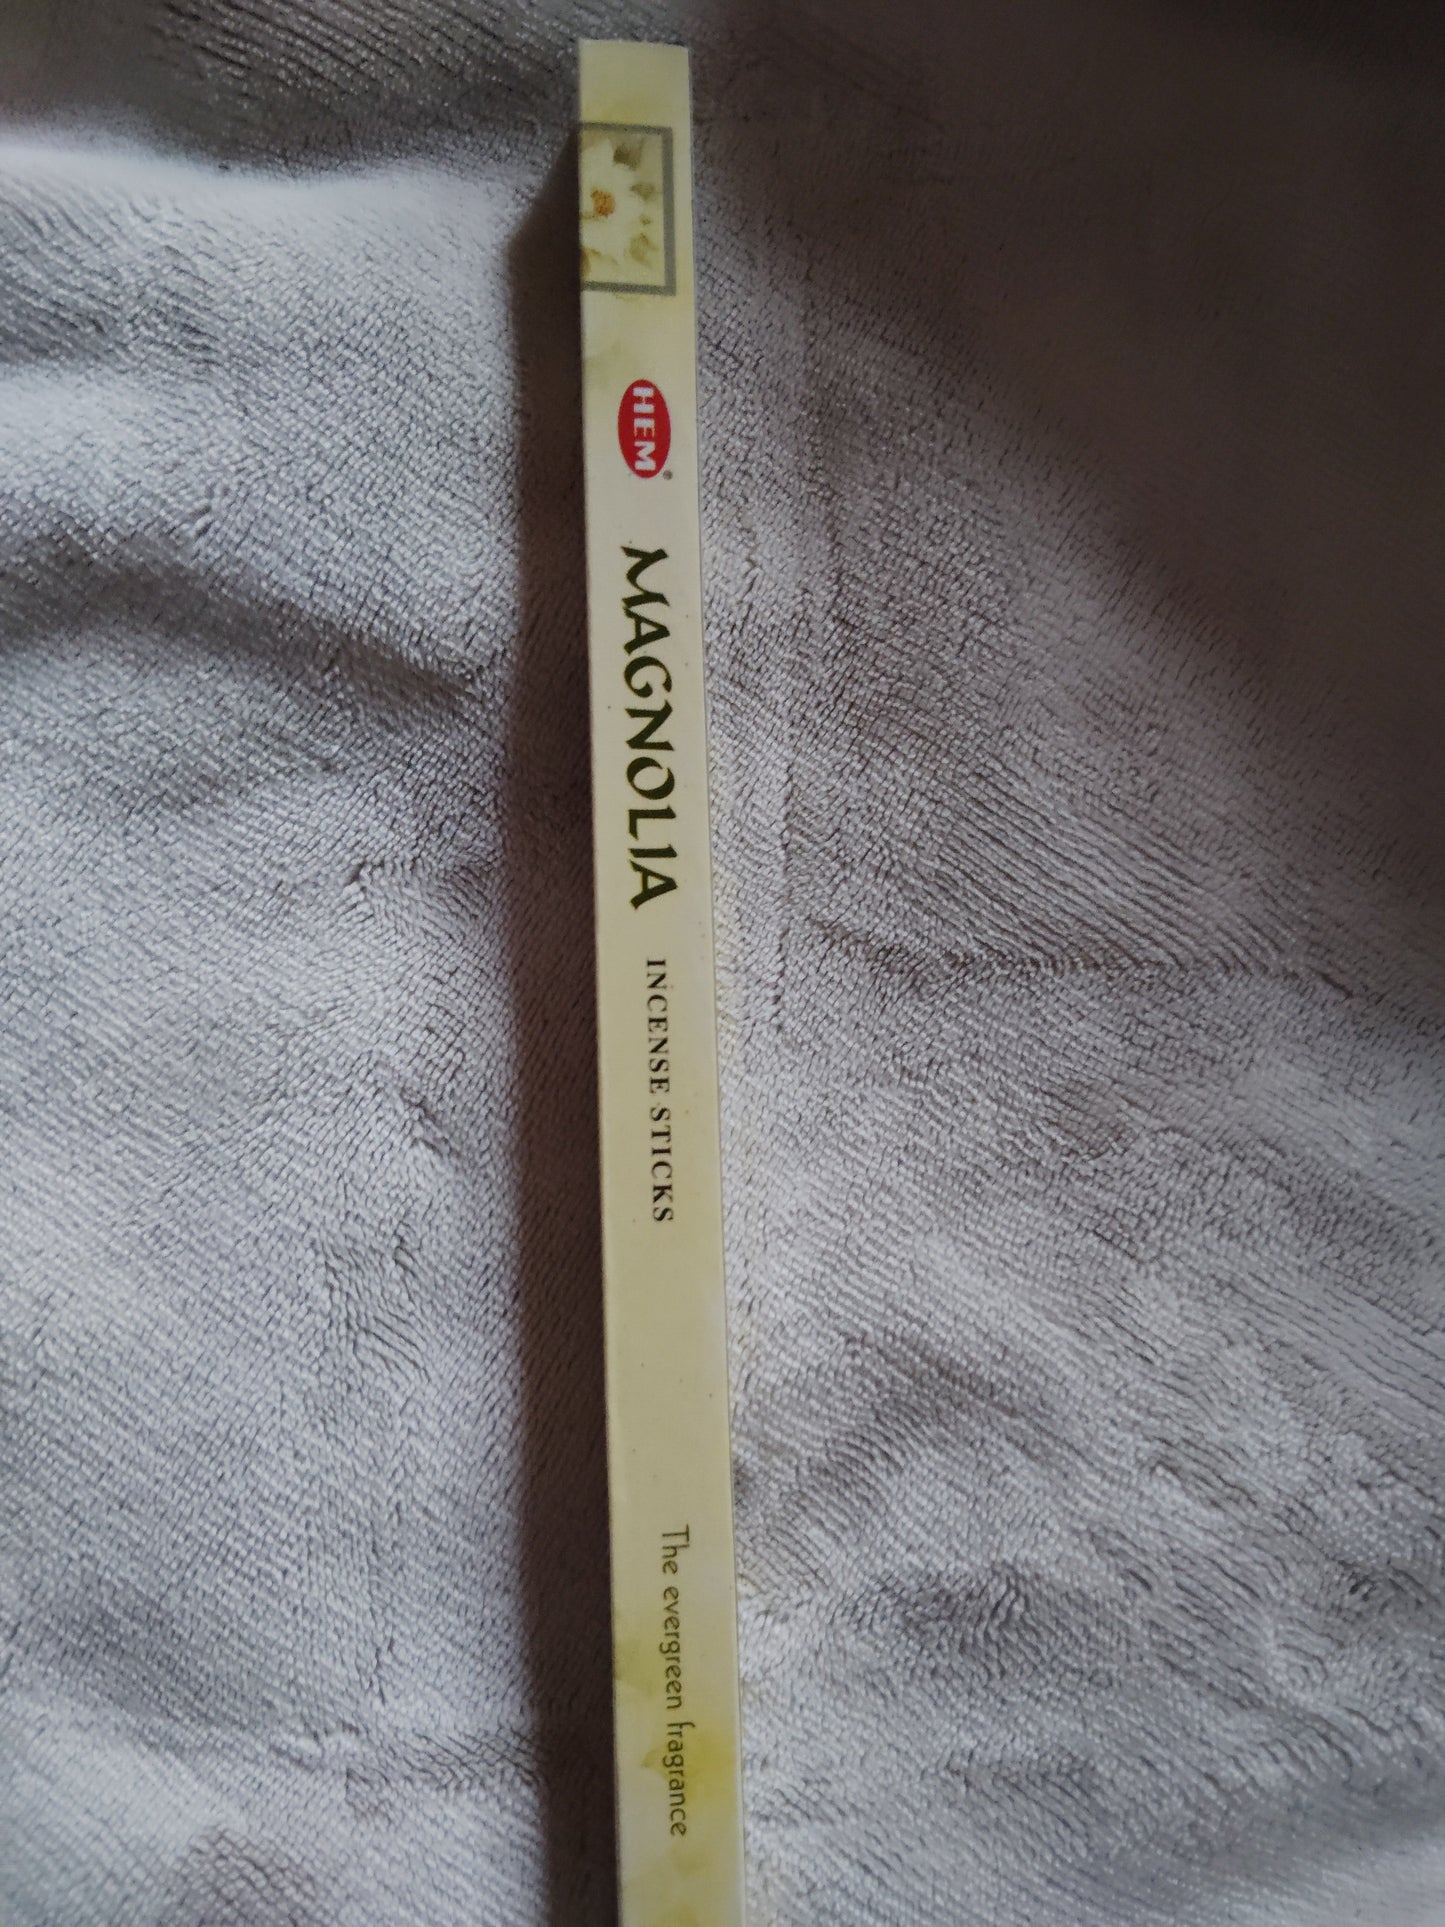 HEM®
MAGNOLIA
INCENSE STICKS
The evergreen fragrance